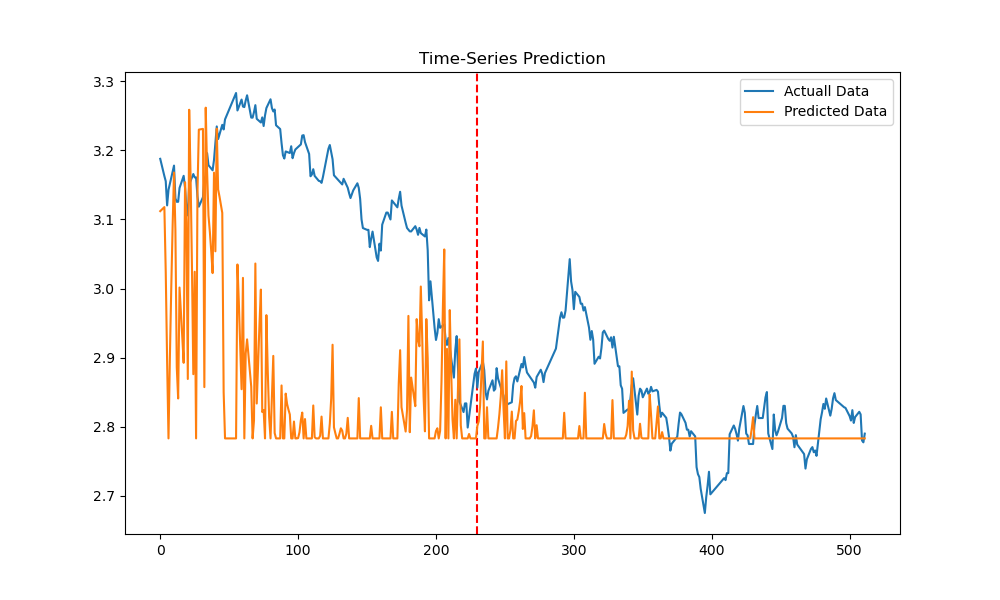 Time-Series Prediction
Actuall Data
Predicted Data
3.3
3.2
3.1
3.0
2.9
2.8
2.7
0 100 200 300 400 500